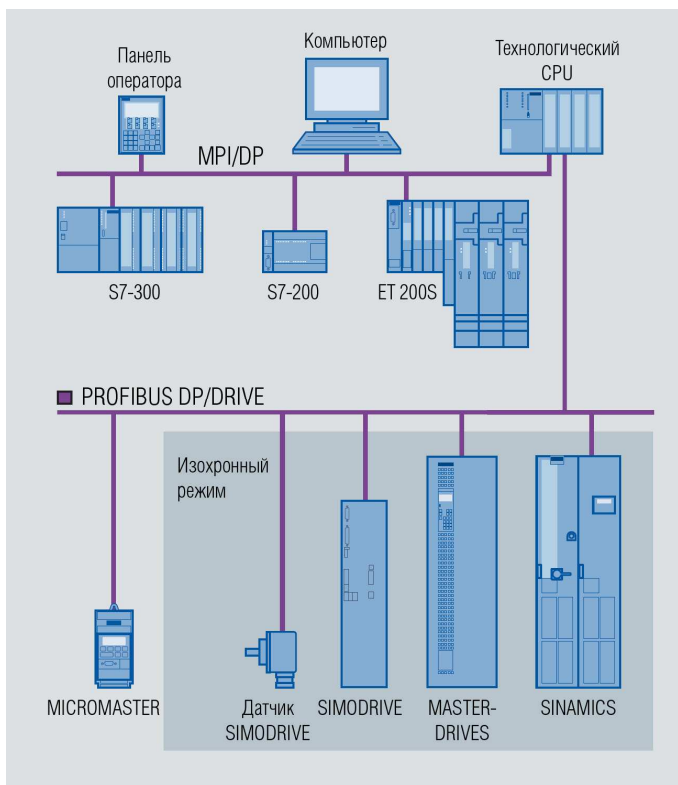 Панель
оператора
Компьютер
Технологический
CPU
MPI/DP
S7-300
S7-200
ET 200S
PROFIBUS DP/DRIVE
Изохронный
режим
MICROMASTER
Датчик
SIMODRIVE
SIMODRIVE
MASTER-
DRIVES
SINAMICS